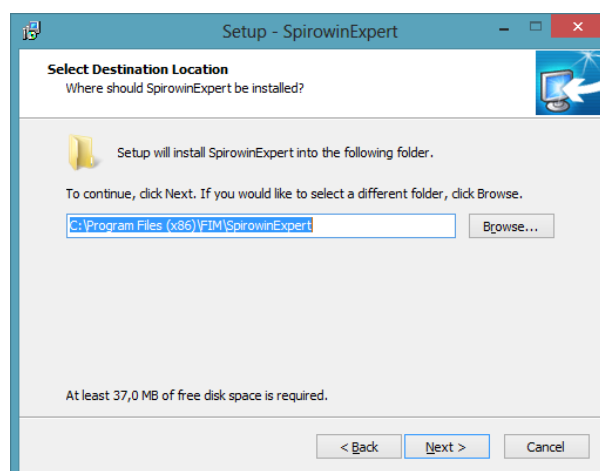 Setup - SpirowinExpert
Select Destination Location
Where should SpirowinExpert be installed?
Setup will install SpirowinExpert into the following folder.
To continue, click Next. If you would like to select a different folder, click Browse.
C:\Program Files (x86)\FIM\SpirowinExpert
Browse...
At least 37,0 MB of free disk space is required.
< Back
Next >
Cancel